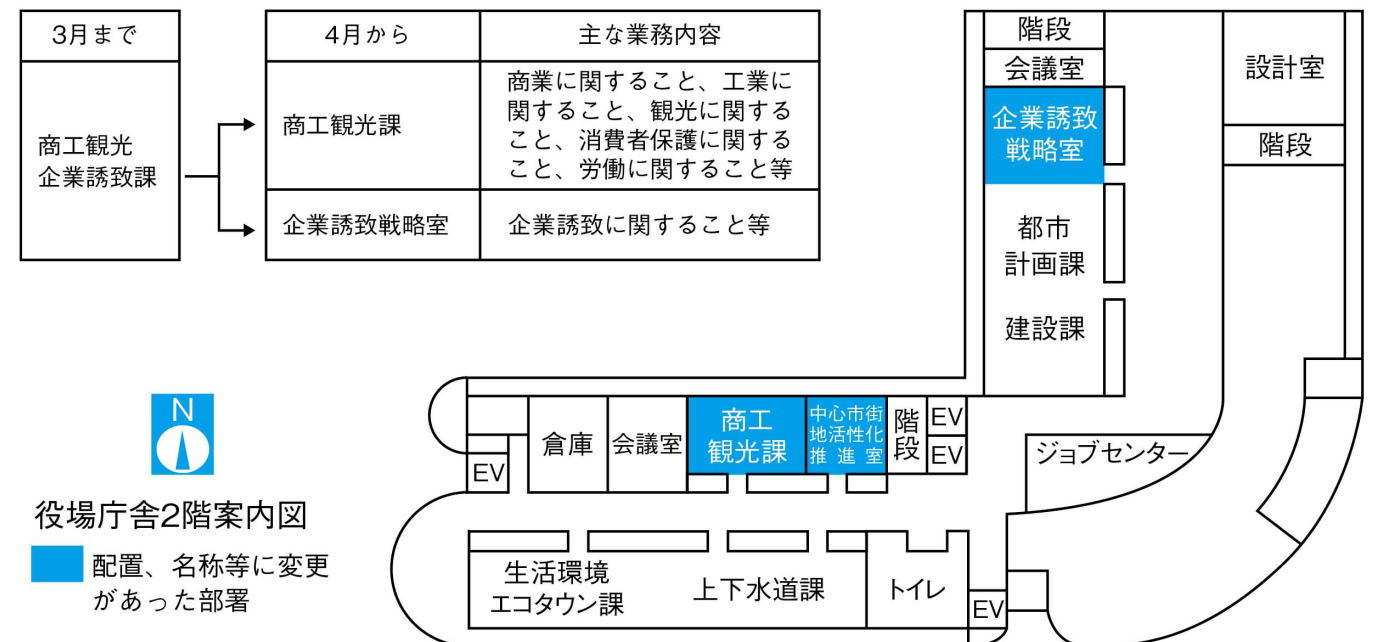 3月まで
4月から
主な業務内容
商工観光
企業誘致課
商工観光課
商業に関すること、工業に
関すること、観光に関する
こと、消費者保護に関する
こと、労働に関すること等
企業誘致戦略室
企業誘致に関すること等
階段
会議室
企業誘致
戦略室
都市
計画課
建設課
設計室
階段
N
役場庁舎2階案内図
配置、名称等に変更
があった部署
EV
倉庫
会議室
商工
観光課
中心市街
地活性化
推進室
階段
EV
EV
ジョブセンター
生活環境
エコタウン課
上下水道課
トイレ
EV